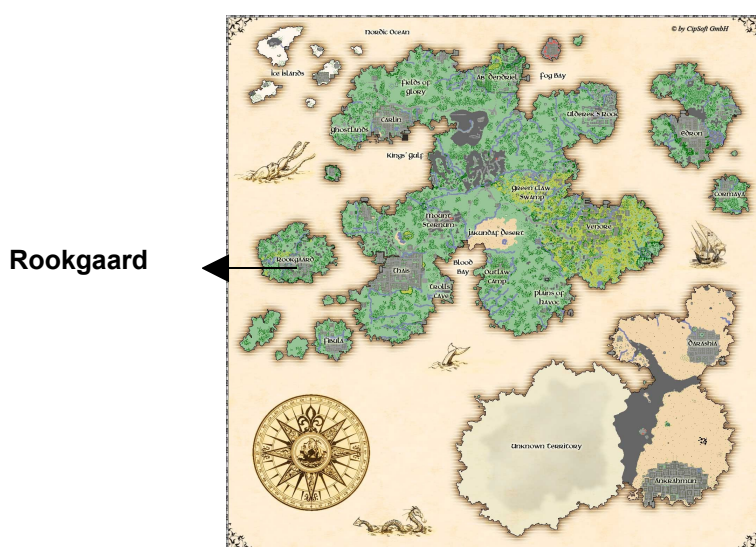 Nordic Ocean
© by CipSoft GmbH
Ice Islands
Fields of
Glory
Ab'Dendriel
Fog Bay
Ghostlands
Carlin
Ulderek's Rock
Edron
Kings' Gulf
Green Claw
Swamp
Cormaya
Mount
Sternum
Jakundaf Desert
Venore
Rookgaard
Rookgaard
Thais
Blood
Bay
Outlaw
Camp
Trolls
Cave
Plains of
Havoc
Fibula
Darashia
Unknown Territory
Ankrahmun